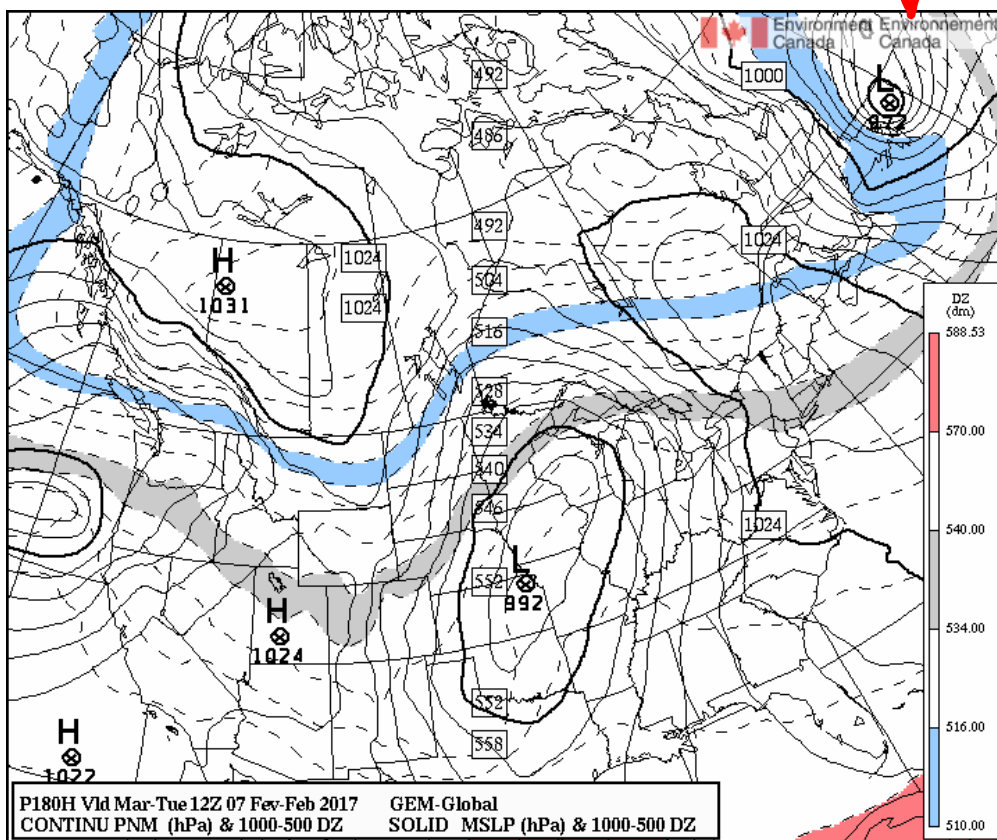 Environment Environnement
Canada Canada
492
1000
L
972
486
492
1024
1024
H
1031
504
1024
516
528
534
540
546
1024
L
552
992
H
1024
552
558
H
1022
DZ
(dm)
588.53
570.00
540.00
534.00
516.00
510.00
P180H Vld Mar-Tue 12Z 07 Fev-Feb 2017 GEM-Global
CONTINU PNM (hPa) & 1000-500 DZ SOLID MSLP (hPa) & 1000-500 DZ